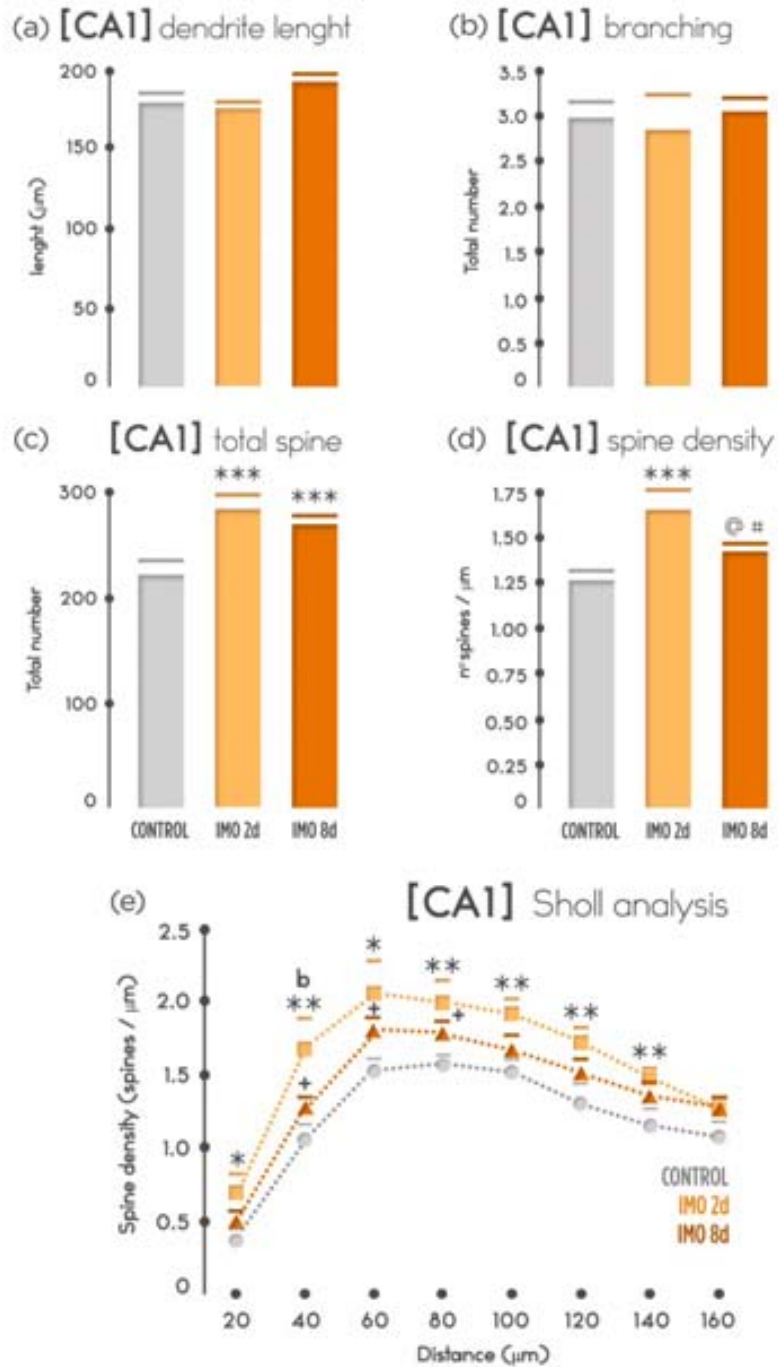 (a) [CA1] dendrite lenght
200
150
100
50
0
lenght (μm)
(b) [CA1] branching
3.5
3.0
2.5
2.0
1.5
1.0
0.5
0
Total number
(c) [CA1] total spine
300
200
100
0
Total number
*** ***
CONTROL IMO 2d IMO 8d
(d) [CA1] spine density
1.75
1.50
1.25
1.00
0.75
0.50
0.25
0
nº spines / μm
***
@ #
CONTROL IMO 2d IMO 8d
(e) [CA1] Sholl analysis
2.5
2.0
1.5
1.0
0.5
0
Spine density (spines / μm)
* b ** * ** ** ** **
+ + +
CONTROL
IMO 2d
IMO 8d
20 40 60 80 100 120 140 160
Distance (μm)